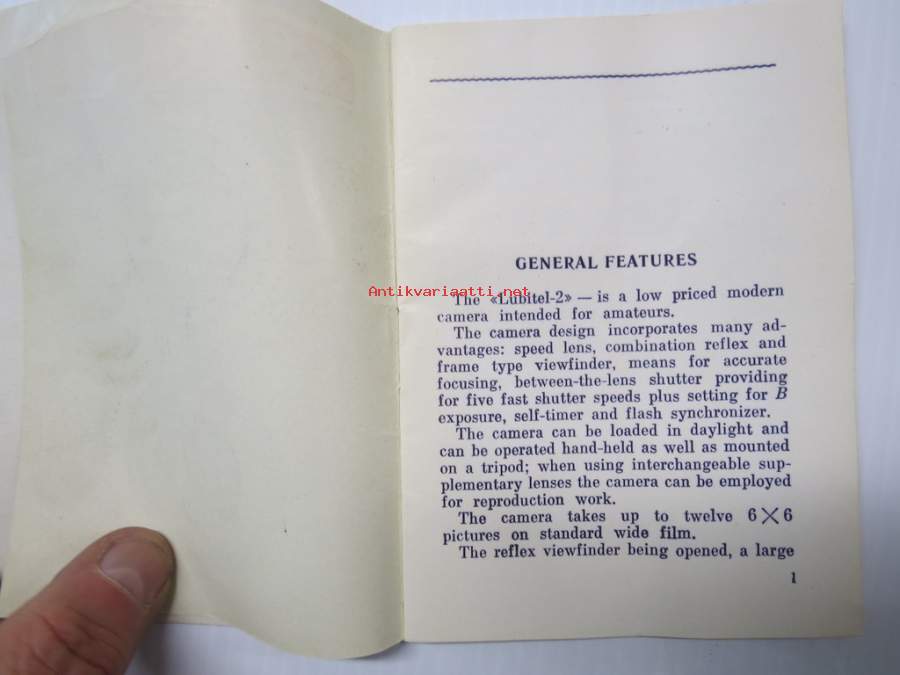 GENERAL FEATURES
Antikvariaatti.net
The «Lubitel-2» — is a low priced modern
camera intended for amateurs.
The camera design incorporates many ad-
vantages: speed lens, combination reflex and
frame type viewfinder, means for accurate
focusing, between-the-lens shutter providing
for five fast shutter speeds plus setting for B
exposure, self-timer and flash synchronizer.
The camera can be loaded in daylight and
can be operated hand-held as well as mounted
on a tripod; when using interchangeable sup-
plementary lenses the camera can be employed
for reproduction work.
The camera takes up to twelve 6×6
pictures on standard wide film.
The reflex viewfinder being opened, a large
1